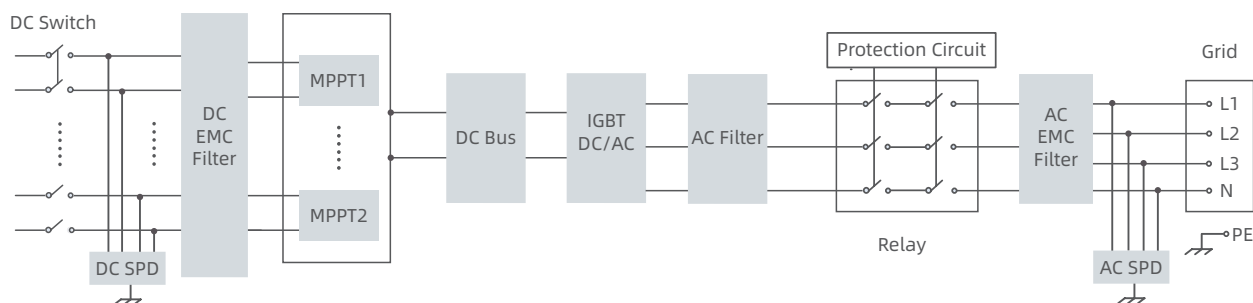 DC Switch
DC
EMC
Filter
DC SPD
MPPT1
MPPT2
DC Bus
IGBT
DC/AC
AC Filter
Protection Circuit
Relay
AC
EMC
Filter
Grid
L1
L2
L3
N
PE
AC SPD